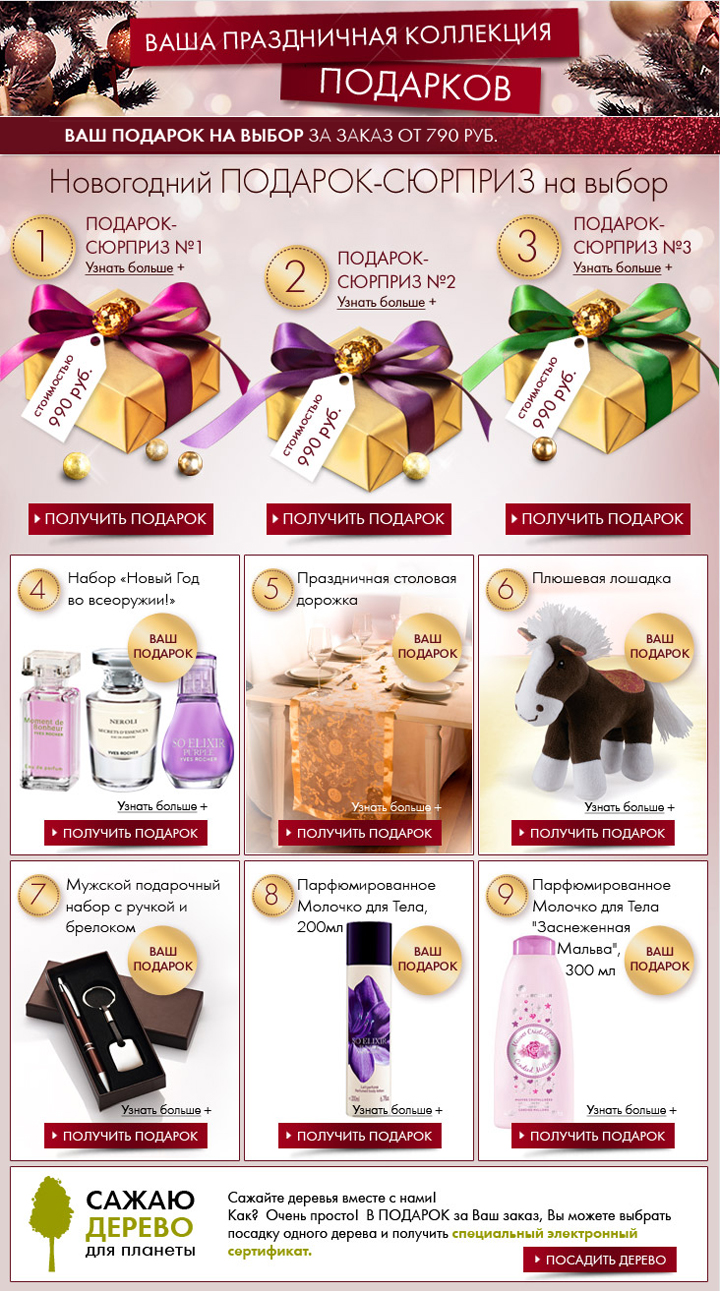 ВАША ПРАЗДНИЧНАЯ КОЛЛЕКЦИЯ
ПОДАРКОВ
ВАШ ПОДАРОК НА ВЫБОР ЗА ЗАКАЗ ОТ 790 РУБ.
Новогодний ПОДАРОК-СЮРПРИЗ на выбор
1
ПОДАРОК-
СЮРПРИЗ №1
Узнать больше +
СТОИМОСТЬЮ
990 РУБ.
ПОЛУЧИТЬ ПОДАРОК
2
ПОДАРОК-
СЮРПРИЗ №2
Узнать больше +
СТОИМОСТЬЮ
990 РУБ.
ПОЛУЧИТЬ ПОДАРОК
3
ПОДАРОК-
СЮРПРИЗ №3
Узнать больше +
СТОИМОСТЬЮ
990 РУБ.
ПОЛУЧИТЬ ПОДАРОК
4
Набор «Новый Год
во всеоружии!»
ВАШ
ПОДАРОК
Moment de
Bonheur
YVES ROCHER
Eau de parfum
NEROLI
SECRETS D'ESSENCES
YVES ROCHER
SO ELIXIR
PURPLE
YVES ROCHER
Узнать больше +
ПОЛУЧИТЬ ПОДАРОК
5
Праздничная столовая
дорожка
ВАШ
ПОДАРОК
Узнать больше +
ПОЛУЧИТЬ ПОДАРОК
6
Плюшевая лошадка
ВАШ
ПОДАРОК
Узнать больше +
ПОЛУЧИТЬ ПОДАРОК
7
Мужской подарочный
набор с ручкой и
брелоком
ВАШ
ПОДАРОК
Узнать больше +
ПОЛУЧИТЬ ПОДАРОК
8
Парфюмированное
Молочко для Тела,
200мл
ВАШ
ПОДАРОК
SO ELIXIR
Узнать больше +
ПОЛУЧИТЬ ПОДАРОК
9
Парфюмированное
Молочко для Тела
"Заснеженная
Мальва",
300 мл
ВАШ
ПОДАРОК
Узнать больше +
ПОЛУЧИТЬ ПОДАРОК
САЖАЮ
ДЕРЕВО
для планеты
Сажайте деревья вместе с нами!
Как? Очень просто! В ПОДАРОК за Ваш заказ, Вы можете выбрать
посадку одного дерева и получить специальный электронный
сертификат.
ПОСАДИТЬ ДЕРЕВО